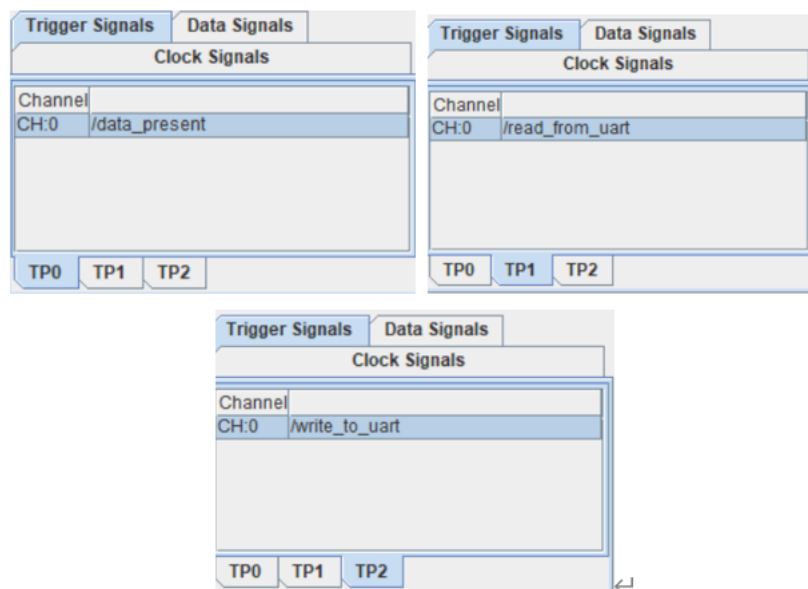 Trigger Signals Data Signals
Clock Signals
Channel
CH:0 /data_present
TP0 TP1 TP2
Trigger Signals Data Signals
Clock Signals
Channel
CH:0 /read_from_uart
TP0 TP1 TP2
Trigger Signals Data Signals
Clock Signals
Channel
CH:0 /write_to_uart
TP0 TP1 TP2